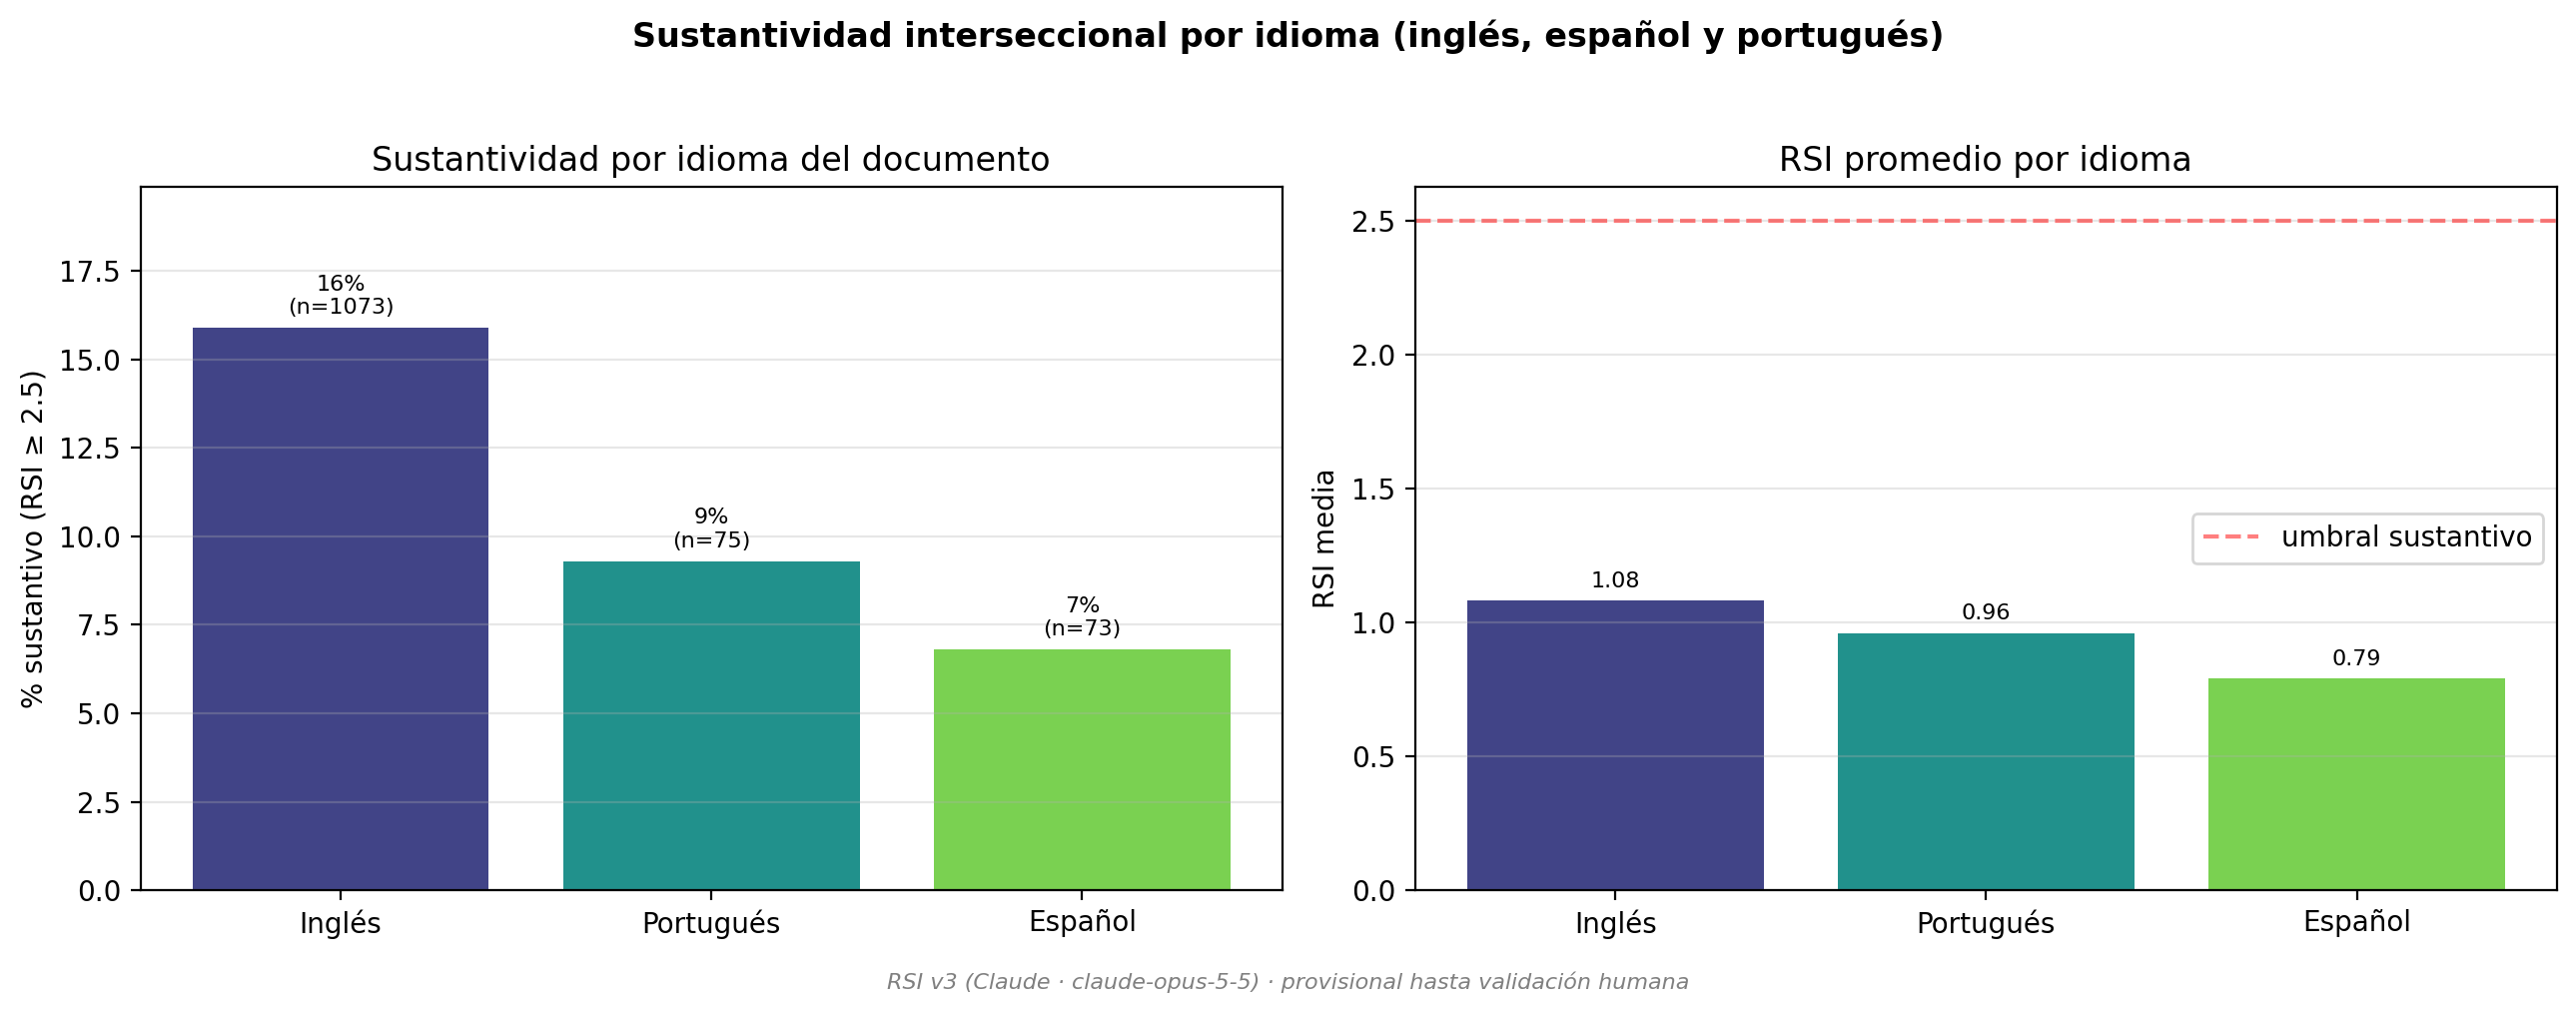 Sustantividad interseccional por idioma (inglés, español y portugués)
Sustantividad por idioma del documento
% sustantivo (RSI ≥ 2.5)
17.5
15.0
12.5
10.0
7.5
5.0
2.5
0.0
16%
(n=1073)
9%
(n=75)
7%
(n=73)
Inglés
Portugués
Español
RSI promedio por idioma
RSI media
2.5
2.0
1.5
1.0
0.5
0.0
umbral sustantivo
1.08
0.96
0.79
Inglés
Portugués
Español
RSI v3 (Claude · claude-opus-5-5) · provisional hasta validación humana